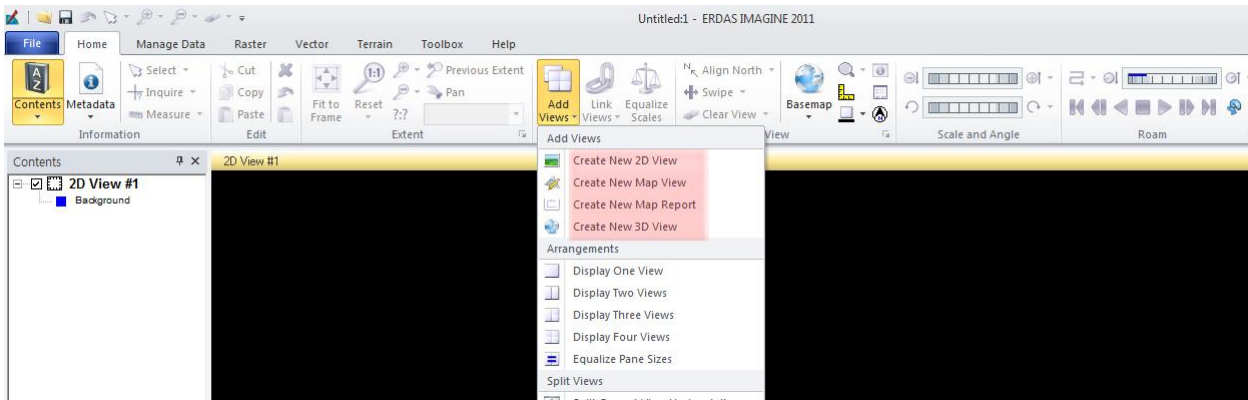 Untitled:1 - ERDAS IMAGINE 2011
File Home Manage Data Raster Vector Terrain Toolbox Help
Contents
Metadata
Select
Inquire
Measure
Information
Cut
Copy
Paste
Edit
Fit to Frame
1:1
Reset
Previous Extent
Pan
?:?
Extent
Add Views
Link Views
Equalize Scales
Align North
Swipe
Clear View
Basemap
View
Scale and Angle
Roam
Contents
2D View #1
Background
2D View #1
Add Views
Create New 2D View
Create New Map View
Create New Map Report
Create New 3D View
Arrangements
Display One View
Display Two Views
Display Three Views
Display Four Views
Equalize Pane Sizes
Split Views